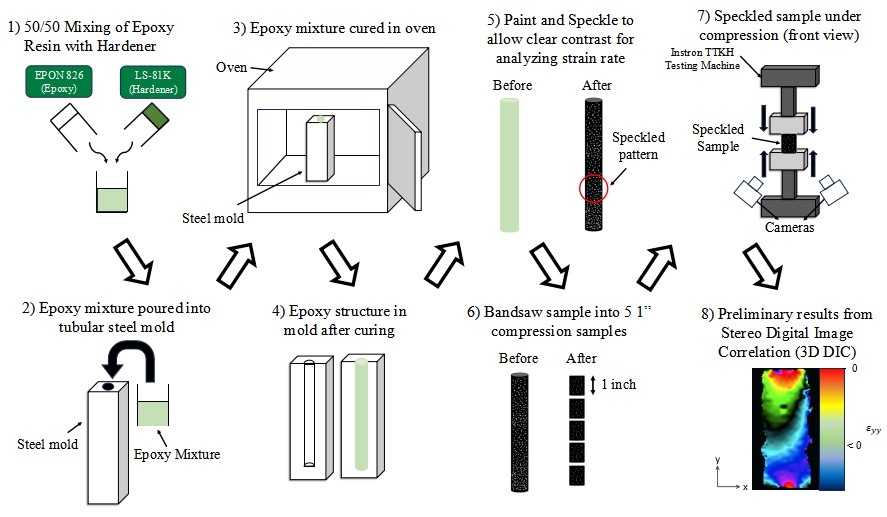 1) 50/50 Mixing of Epoxy
Resin with Hardener
EPON 826
(Epoxy)
LS-81K
(Hardener)
3) Epoxy mixture cured in oven
Oven
Steel mold
5) Paint and Speckle to
allow clear contrast for
analyzing strain rate
Before
After
Speckled
pattern
7) Speckled sample under
compression (front view)
Instron TTKH
Testing Machine
Speckled
Sample
Cameras
2) Epoxy mixture poured into
tubular steel mold
Steel mold
Epoxy Mixture
4) Epoxy structure in
mold after curing
6) Bandsaw sample into 5 1”
compression samples
Before
After
1 inch
8) Preliminary results from
Stereo Digital Image
Correlation (3D DIC)
0
εyy
< 0
y
x